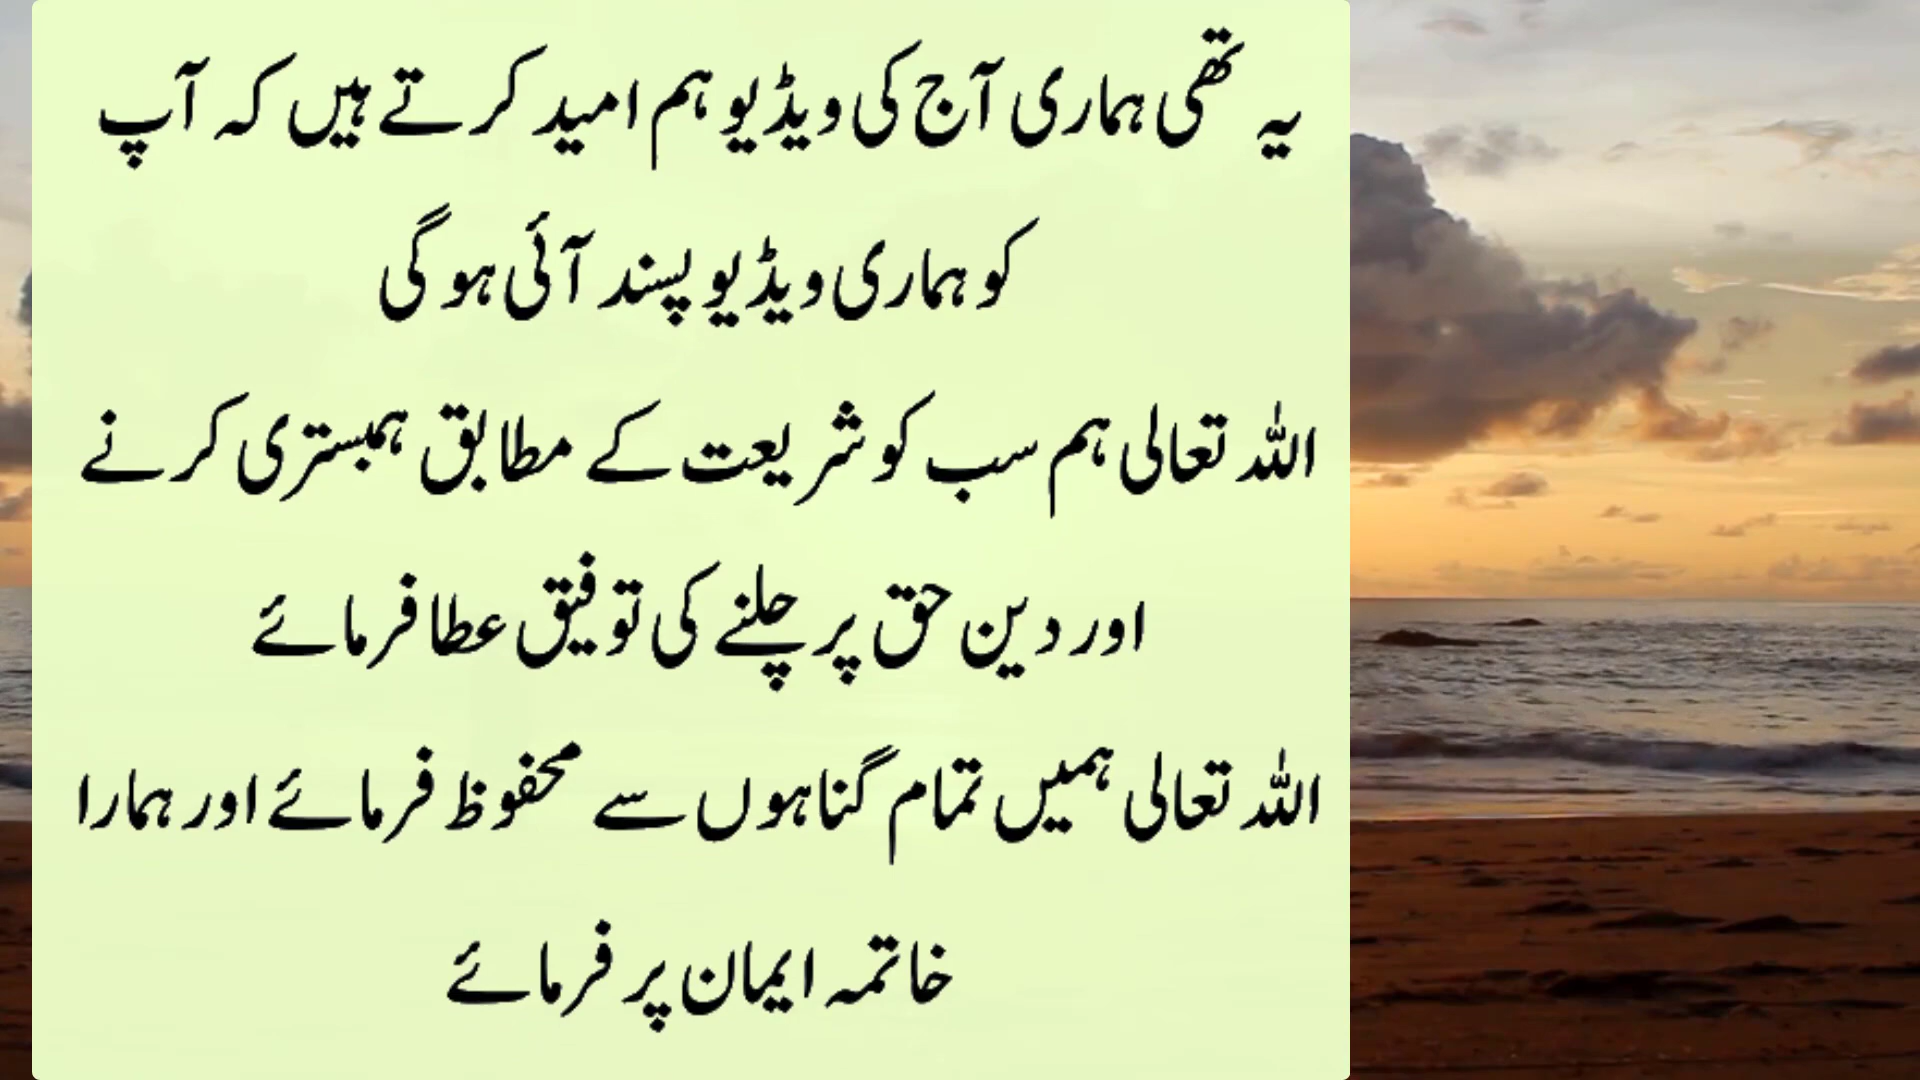 یہ تھی ہماری آج کی ویڈیو ہم امید کرتے ہیں کہ آپ
کو ہماری ویڈیو پسند آئی ہو گی
اللہ تعالی ہم سب کو شریعت کے مطابق ہمبستری کرنے
اور دین حق پر چلنے کی توفیق عطا فرمائے
اللہ تعالی ہمیں تمام گناہوں سے محفوظ فرمائے اور ہمارا
خاتمہ ایمان پر فرمائے